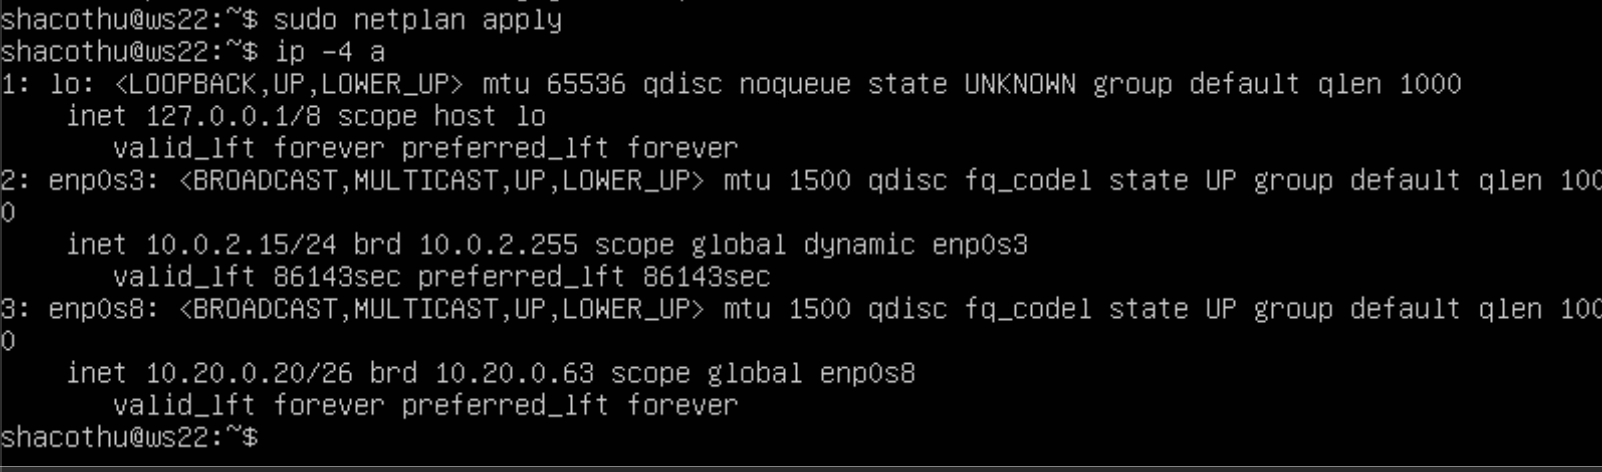 shacothu@ws22:~$ sudo netplan apply
shacothu@ws22:~$ ip -4 a
1: lo: <LOOPBACK,UP,LOWER_UP> mtu 65536 qdisc noqueue state UNKNOWN group default qlen 1000
    inet 127.0.0.1/8 scope host lo
       valid_lft forever preferred_lft forever
2: enp0s3: <BROADCAST,MULTICAST,UP,LOWER_UP> mtu 1500 qdisc fq_codel state UP group default qlen 100
0
    inet 10.0.2.15/24 brd 10.0.2.255 scope global dynamic enp0s3
       valid_lft 86143sec preferred_lft 86143sec
3: enp0s8: <BROADCAST,MULTICAST,UP,LOWER_UP> mtu 1500 qdisc fq_codel state UP group default qlen 100
0
    inet 10.20.0.20/26 brd 10.20.0.63 scope global enp0s8
       valid_lft forever preferred_lft forever
shacothu@ws22:~$